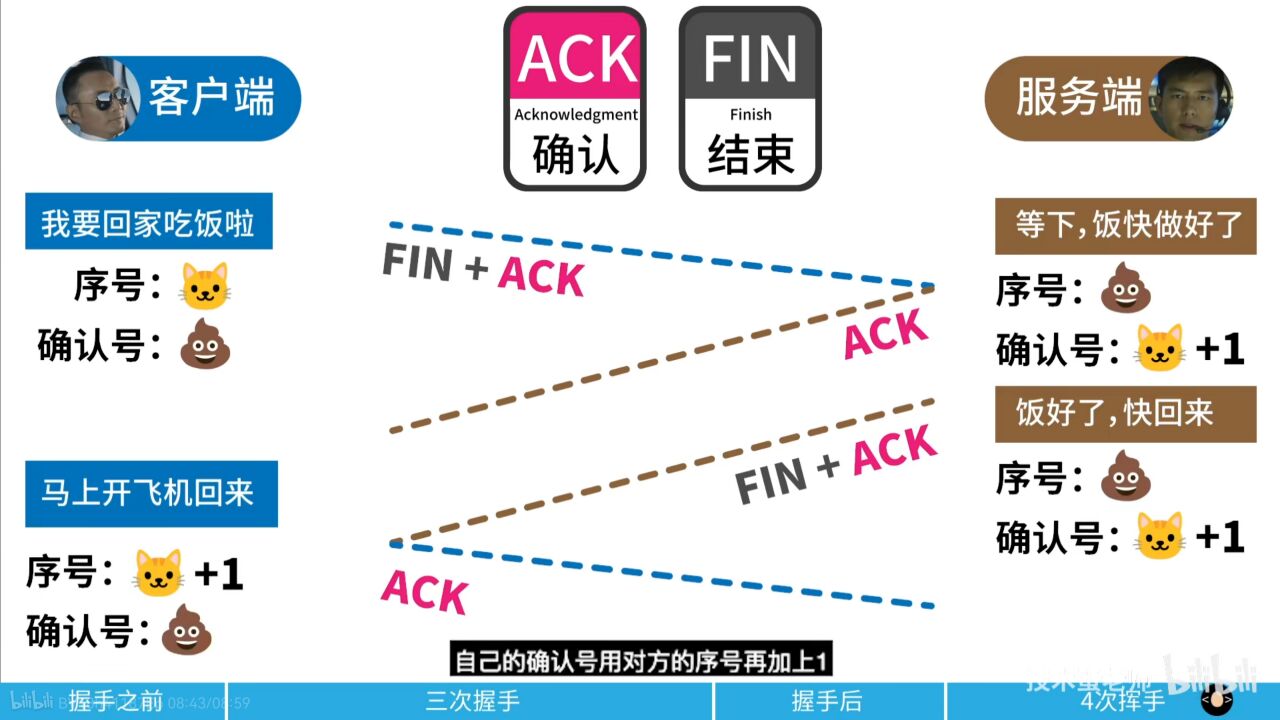 ACK
Acknowledgment
确认
FIN
Finish
结束
客户端
服务端
我要回家吃饭啦
序号：
确认号：
FIN + ACK
等下，饭快做好了
序号：
确认号： +1
ACK
饭好了，快回来
序号：
确认号： +1
FIN + ACK
马上开飞机回来
序号： +1
确认号：
ACK
自己的确认号用对方的序号再加上1
bilibili
08:43/08:59
握手之前
三次握手
握手后
4次挥手
bilibili